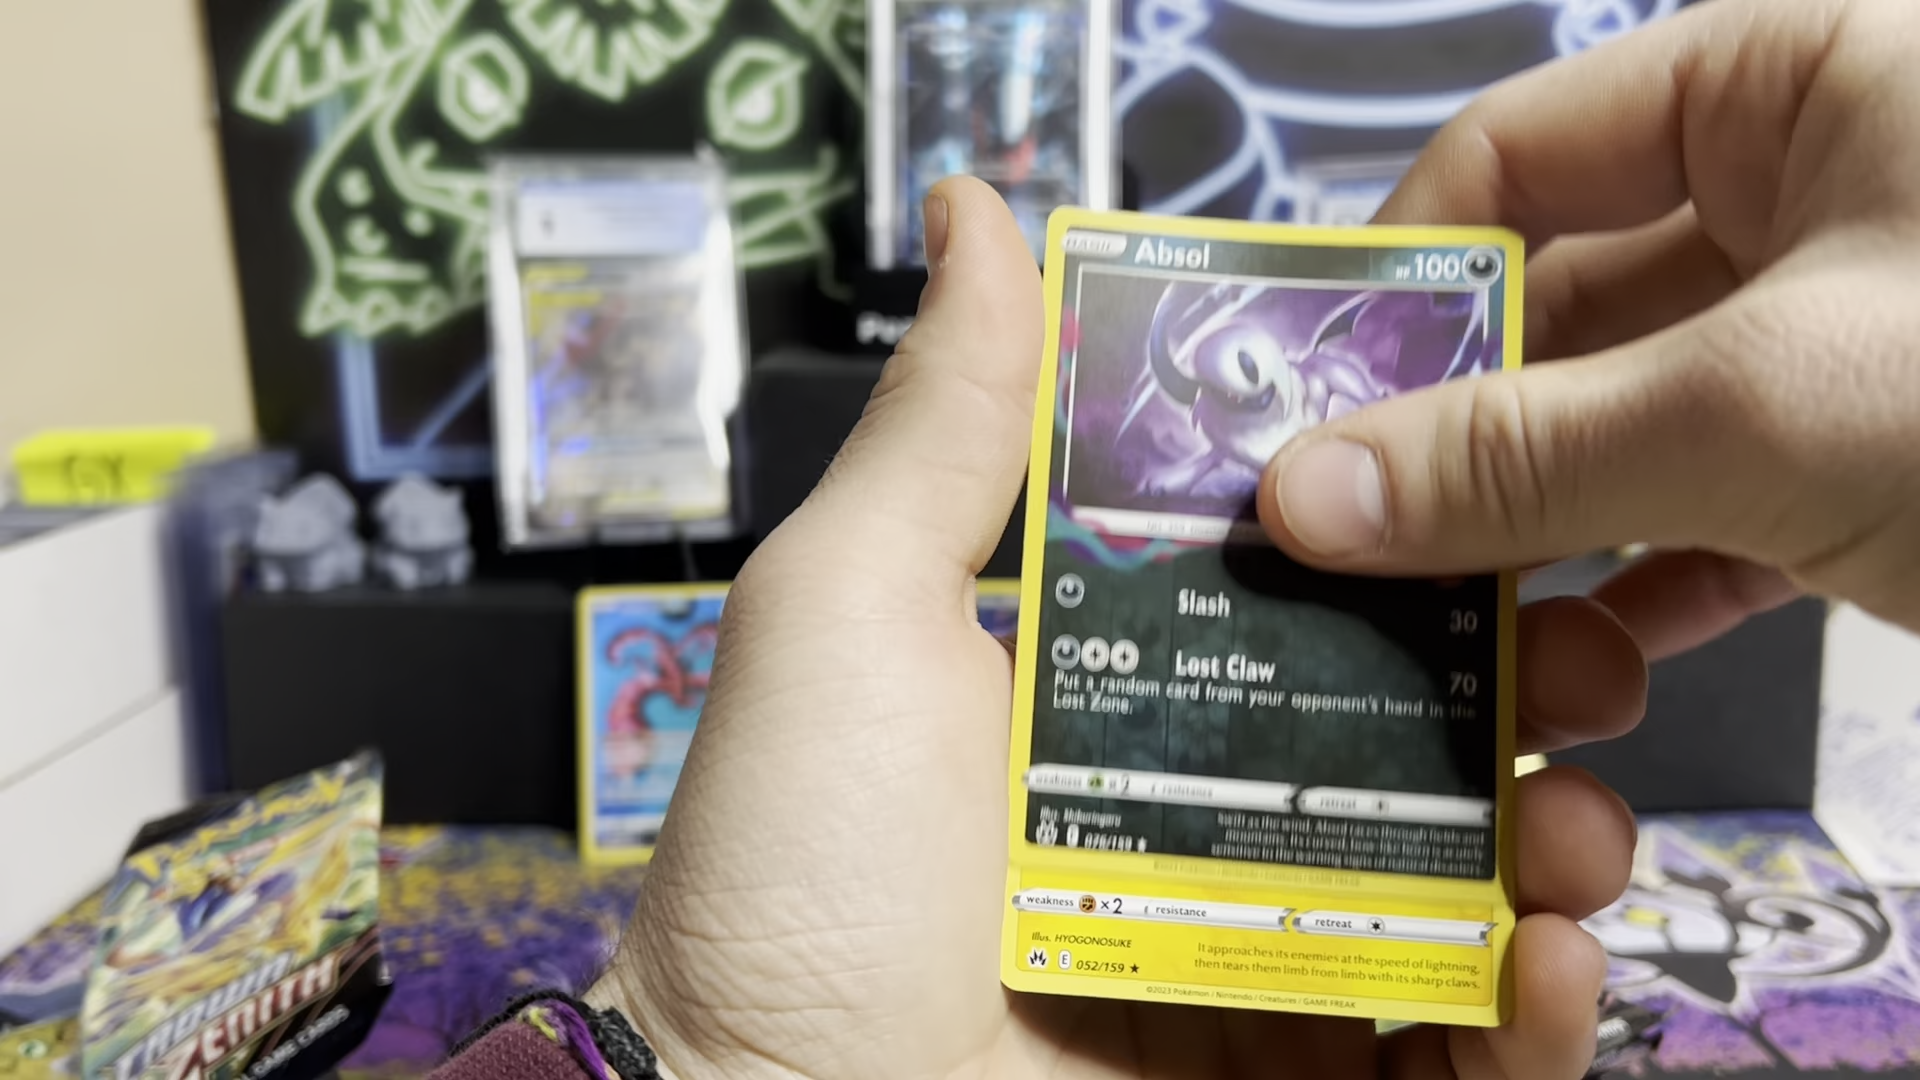 GX
BASIC
Absol
HP 100
Slash 30
Lost Claw 70
Put a random card from your opponent's hand in the
Lost Zone.
weakness ×2 resistance retreat
Illus. Shiburingaru
weakness ×2 resistance retreat
Illus. HYOGONOSUKE
E 052/159
It approaches its enemies at the speed of lightning,
then tears them limb from limb with its sharp claws.
©2023 Pokémon / Nintendo / Creatures / GAME FREAK
Pokémon
CROWN
ZENITH